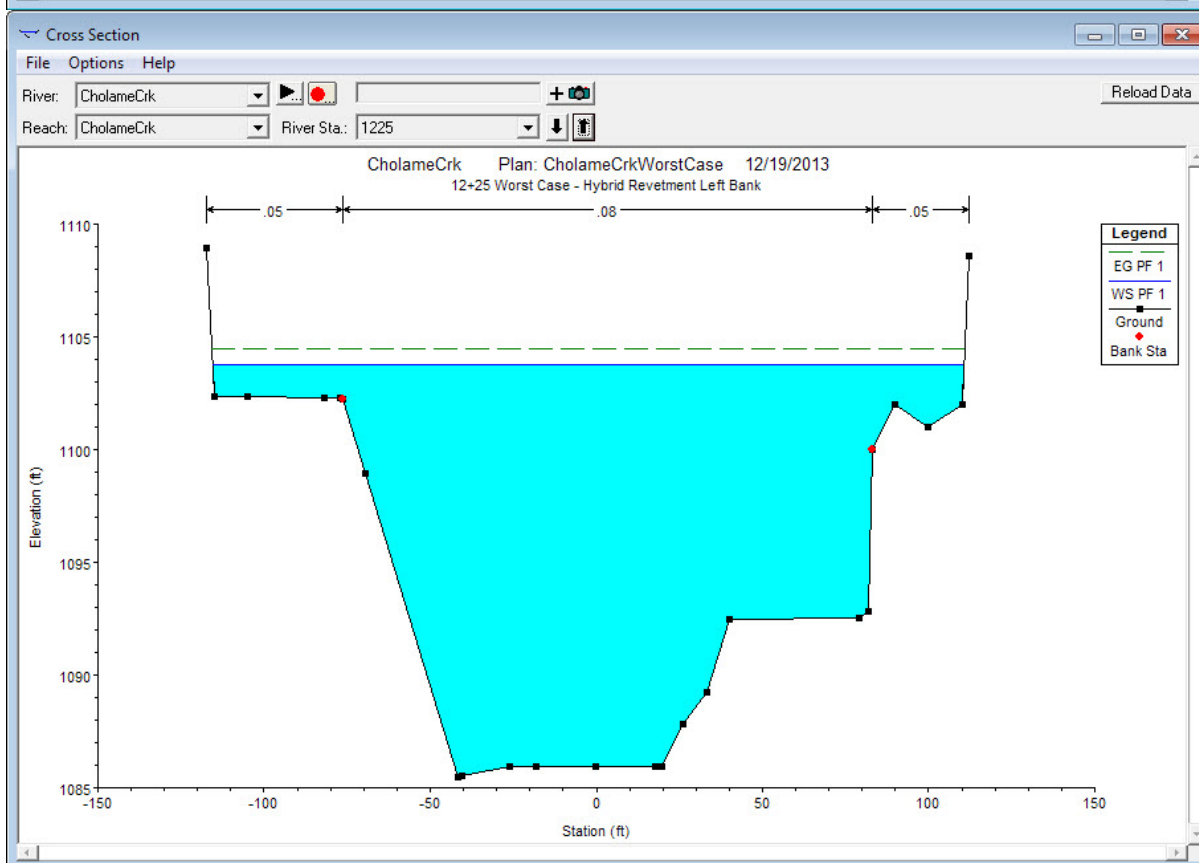 Cross Section
File Options Help
River: CholameCrk
Reload Data
Reach: CholameCrk River Sta.: 1225
CholameCrk Plan: CholameCrkWorstCase 12/19/2013
12+25 Worst Case - Hybrid Revetment Left Bank
.05 .08 .05
Legend
EG PF 1
WS PF 1
Ground
Bank Sta
1110
1105
1100
1095
1090
1085
Elevation (ft)
-150 -100 -50 0 50 100 150
Station (ft)